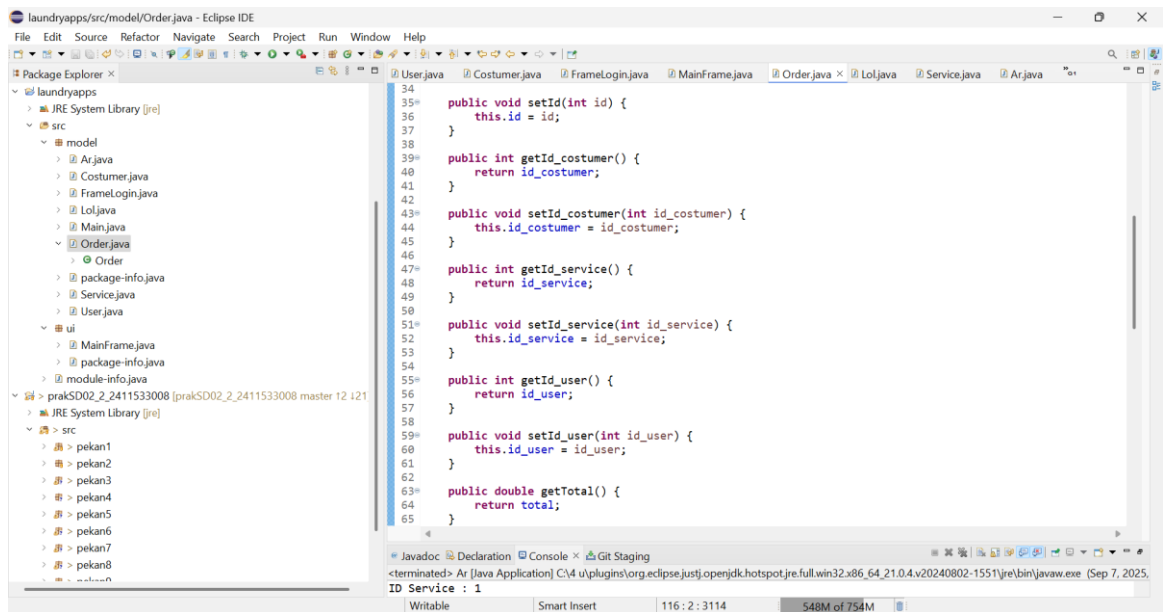 laundryapps/src/model/Order.java - Eclipse IDE
File Edit Source Refactor Navigate Search Project Run Window Help
Package Explorer ×
laundryapps
JRE System Library [jre]
src
model
Ar.java
Costumer.java
FrameLogin.java
Lol.java
Main.java
Order.java
Order
package-info.java
Service.java
User.java
ui
MainFrame.java
package-info.java
module-info.java
> prakSD02_2_2411533008 [prakSD02_2_2411533008 master ↑2 ↓21
JRE System Library [jre]
> src
> pekan1
> pekan2
> pekan3
> pekan4
> pekan5
> pekan6
> pekan7
> pekan8
User.java Costumer.java FrameLogin.java MainFrame.java Order.java × Lol.java Service.java Ar.java
34
35 public void setId(int id) {
36 this.id = id;
37 }
38
39 public int getId_costumer() {
40 return id_costumer;
41 }
42
43 public void setId_costumer(int id_costumer) {
44 this.id_costumer = id_costumer;
45 }
46
47 public int getId_service() {
48 return id_service;
49 }
50
51 public void setId_service(int id_service) {
52 this.id_service = id_service;
53 }
54
55 public int getId_user() {
56 return id_user;
57 }
58
59 public void setId_user(int id_user) {
60 this.id_user = id_user;
61 }
62
63 public double getTotal() {
64 return total;
65 }
Javadoc Declaration Console × Git Staging
<terminated> Ar [Java Application] C:\4 u\plugins\org.eclipse.justj.openjdk.hotspot.jre.full.win32.x86_64_21.0.4.v20240802-1551\jre\bin\javaw.exe (Sep 7, 2025,
ID Service : 1
Writable Smart Insert 116 : 2 : 3114 548M of 754M